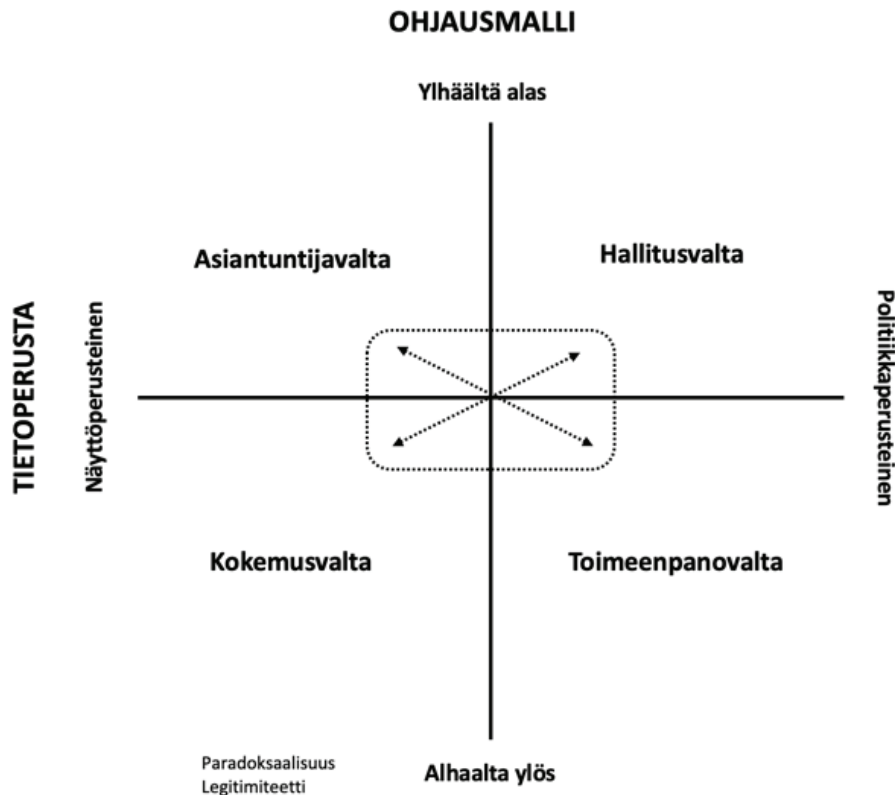 OHJAUSMALLI
Ylhäältä alas
Asiantuntijavalta
Hallitusvalta
TIETOPERUSTA
Näyttöperusteinen
Politiikkaperusteinen
Kokemusvalta
Toimeenpanovalta
Paradoksaalisuus
Legitimiteetti
Alhaalta ylös